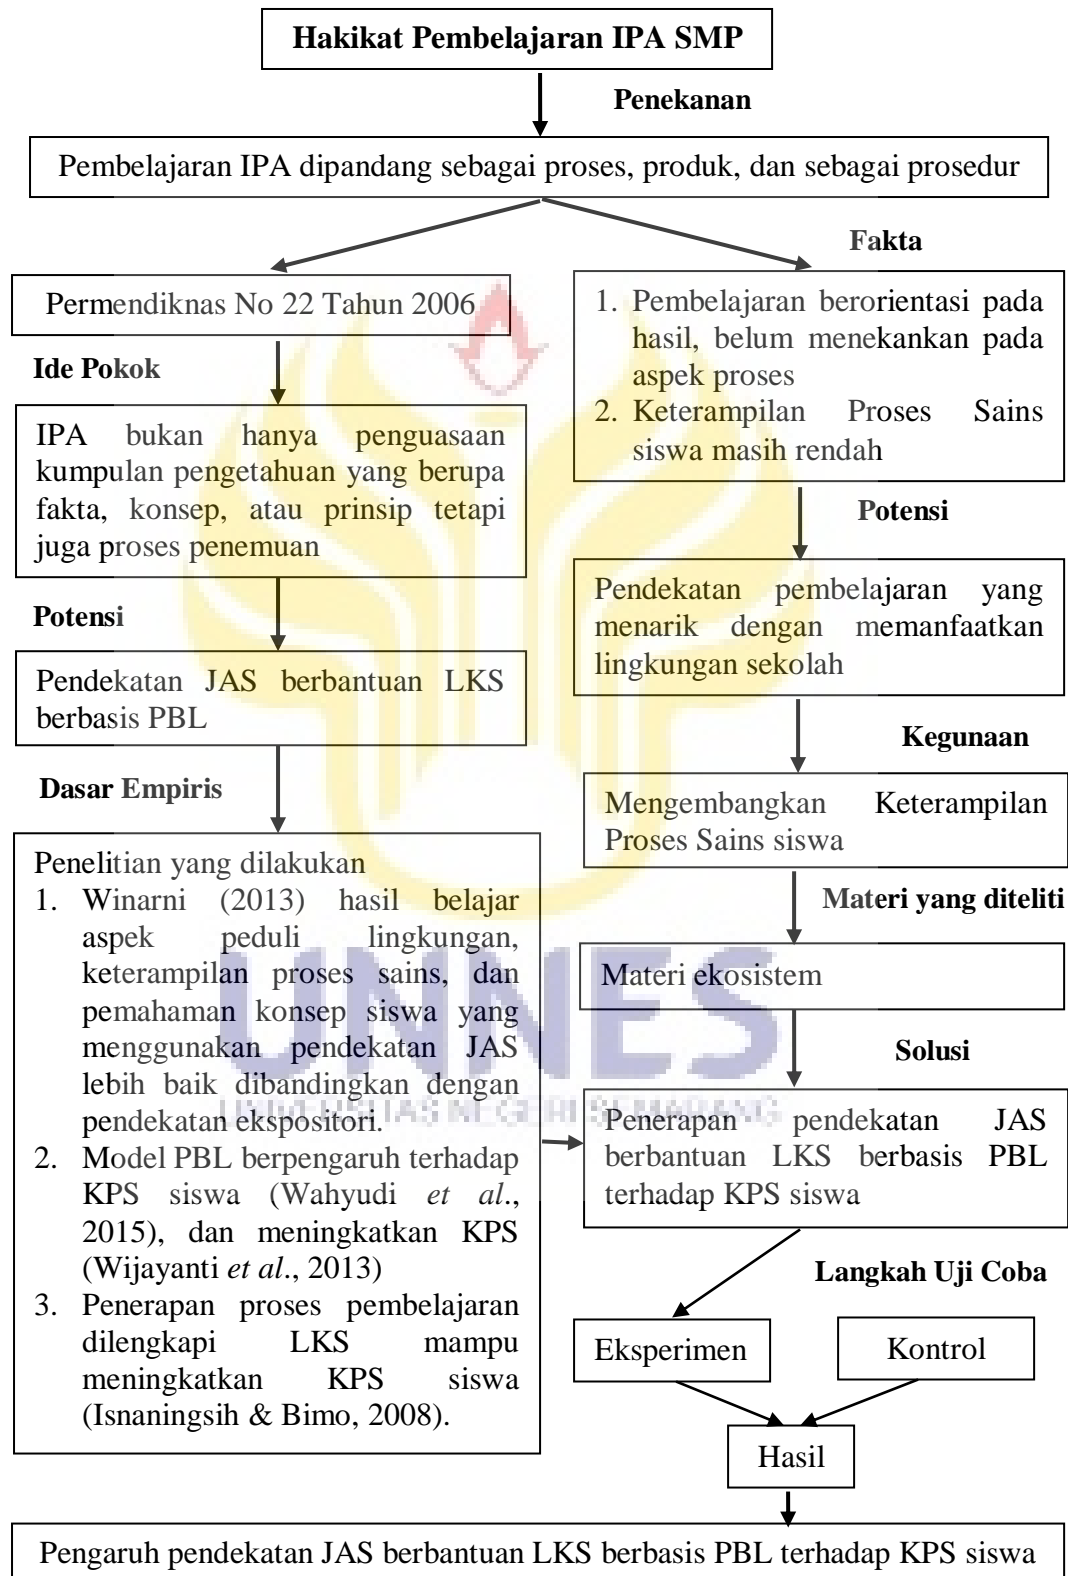 Hakikat Pembelajaran IPA SMP
Penekanan
Pembelajaran IPA dipandang sebagai proses, produk, dan sebagai prosedur
Permendiknas No 22 Tahun 2006
Ide Pokok
IPA bukan hanya penguasaan
kumpulan pengetahuan yang berupa
fakta, konsep, atau prinsip tetapi
juga proses penemuan
Potensi
Pendekatan JAS berbantuan LKS
berbasis PBL
Dasar Empiris
Penelitian yang dilakukan
1. Winarni (2013) hasil belajar
aspek peduli lingkungan,
keterampilan proses sains, dan
pemahaman konsep siswa yang
menggunakan pendekatan JAS
lebih baik dibandingkan dengan
pendekatan ekspositori.
2. Model PBL berpengaruh terhadap
KPS siswa (Wahyudi et al.,
2015), dan meningkatkan KPS
(Wijayanti et al., 2013)
3. Penerapan proses pembelajaran
dilengkapi LKS mampu
meningkatkan KPS siswa
(Isnaningsih & Bimo, 2008).
Fakta
1. Pembelajaran berorientasi pada
hasil, belum menekankan pada
aspek proses
2. Keterampilan Proses Sains
siswa masih rendah
Potensi
Pendekatan pembelajaran yang
menarik dengan memanfaatkan
lingkungan sekolah
Kegunaan
Mengembangkan Keterampilan
Proses Sains siswa
Materi yang diteliti
Materi ekosistem
Solusi
Penerapan pendekatan JAS
berbantuan LKS berbasis PBL
terhadap KPS siswa
Langkah Uji Coba
Eksperimen
Kontrol
Hasil
Pengaruh pendekatan JAS berbantuan LKS berbasis PBL terhadap KPS siswa
UNNES
UNIVERSITAS NEGERI SEMARANG